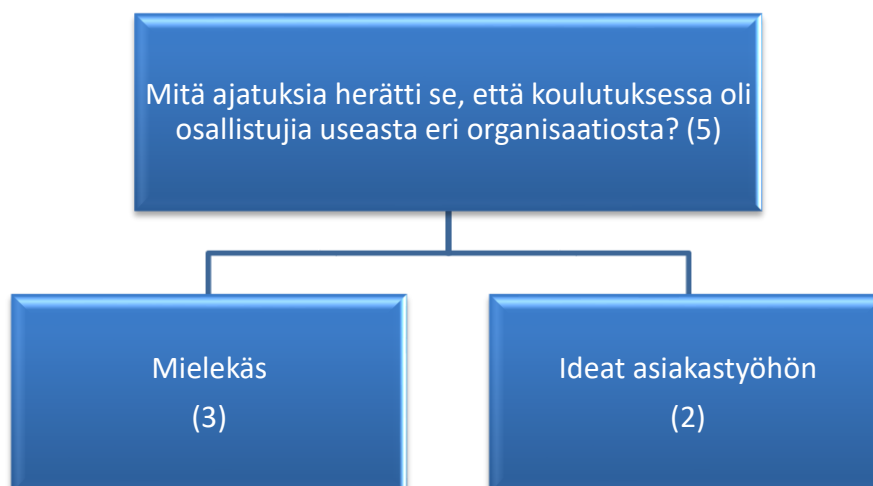 Mitä ajatuksia herätti se, että koulutuksessa oli
osallistujia useasta eri organisaatiosta? (5)
Mielekäs
(3)
Ideat asiakastyöhön
(2)